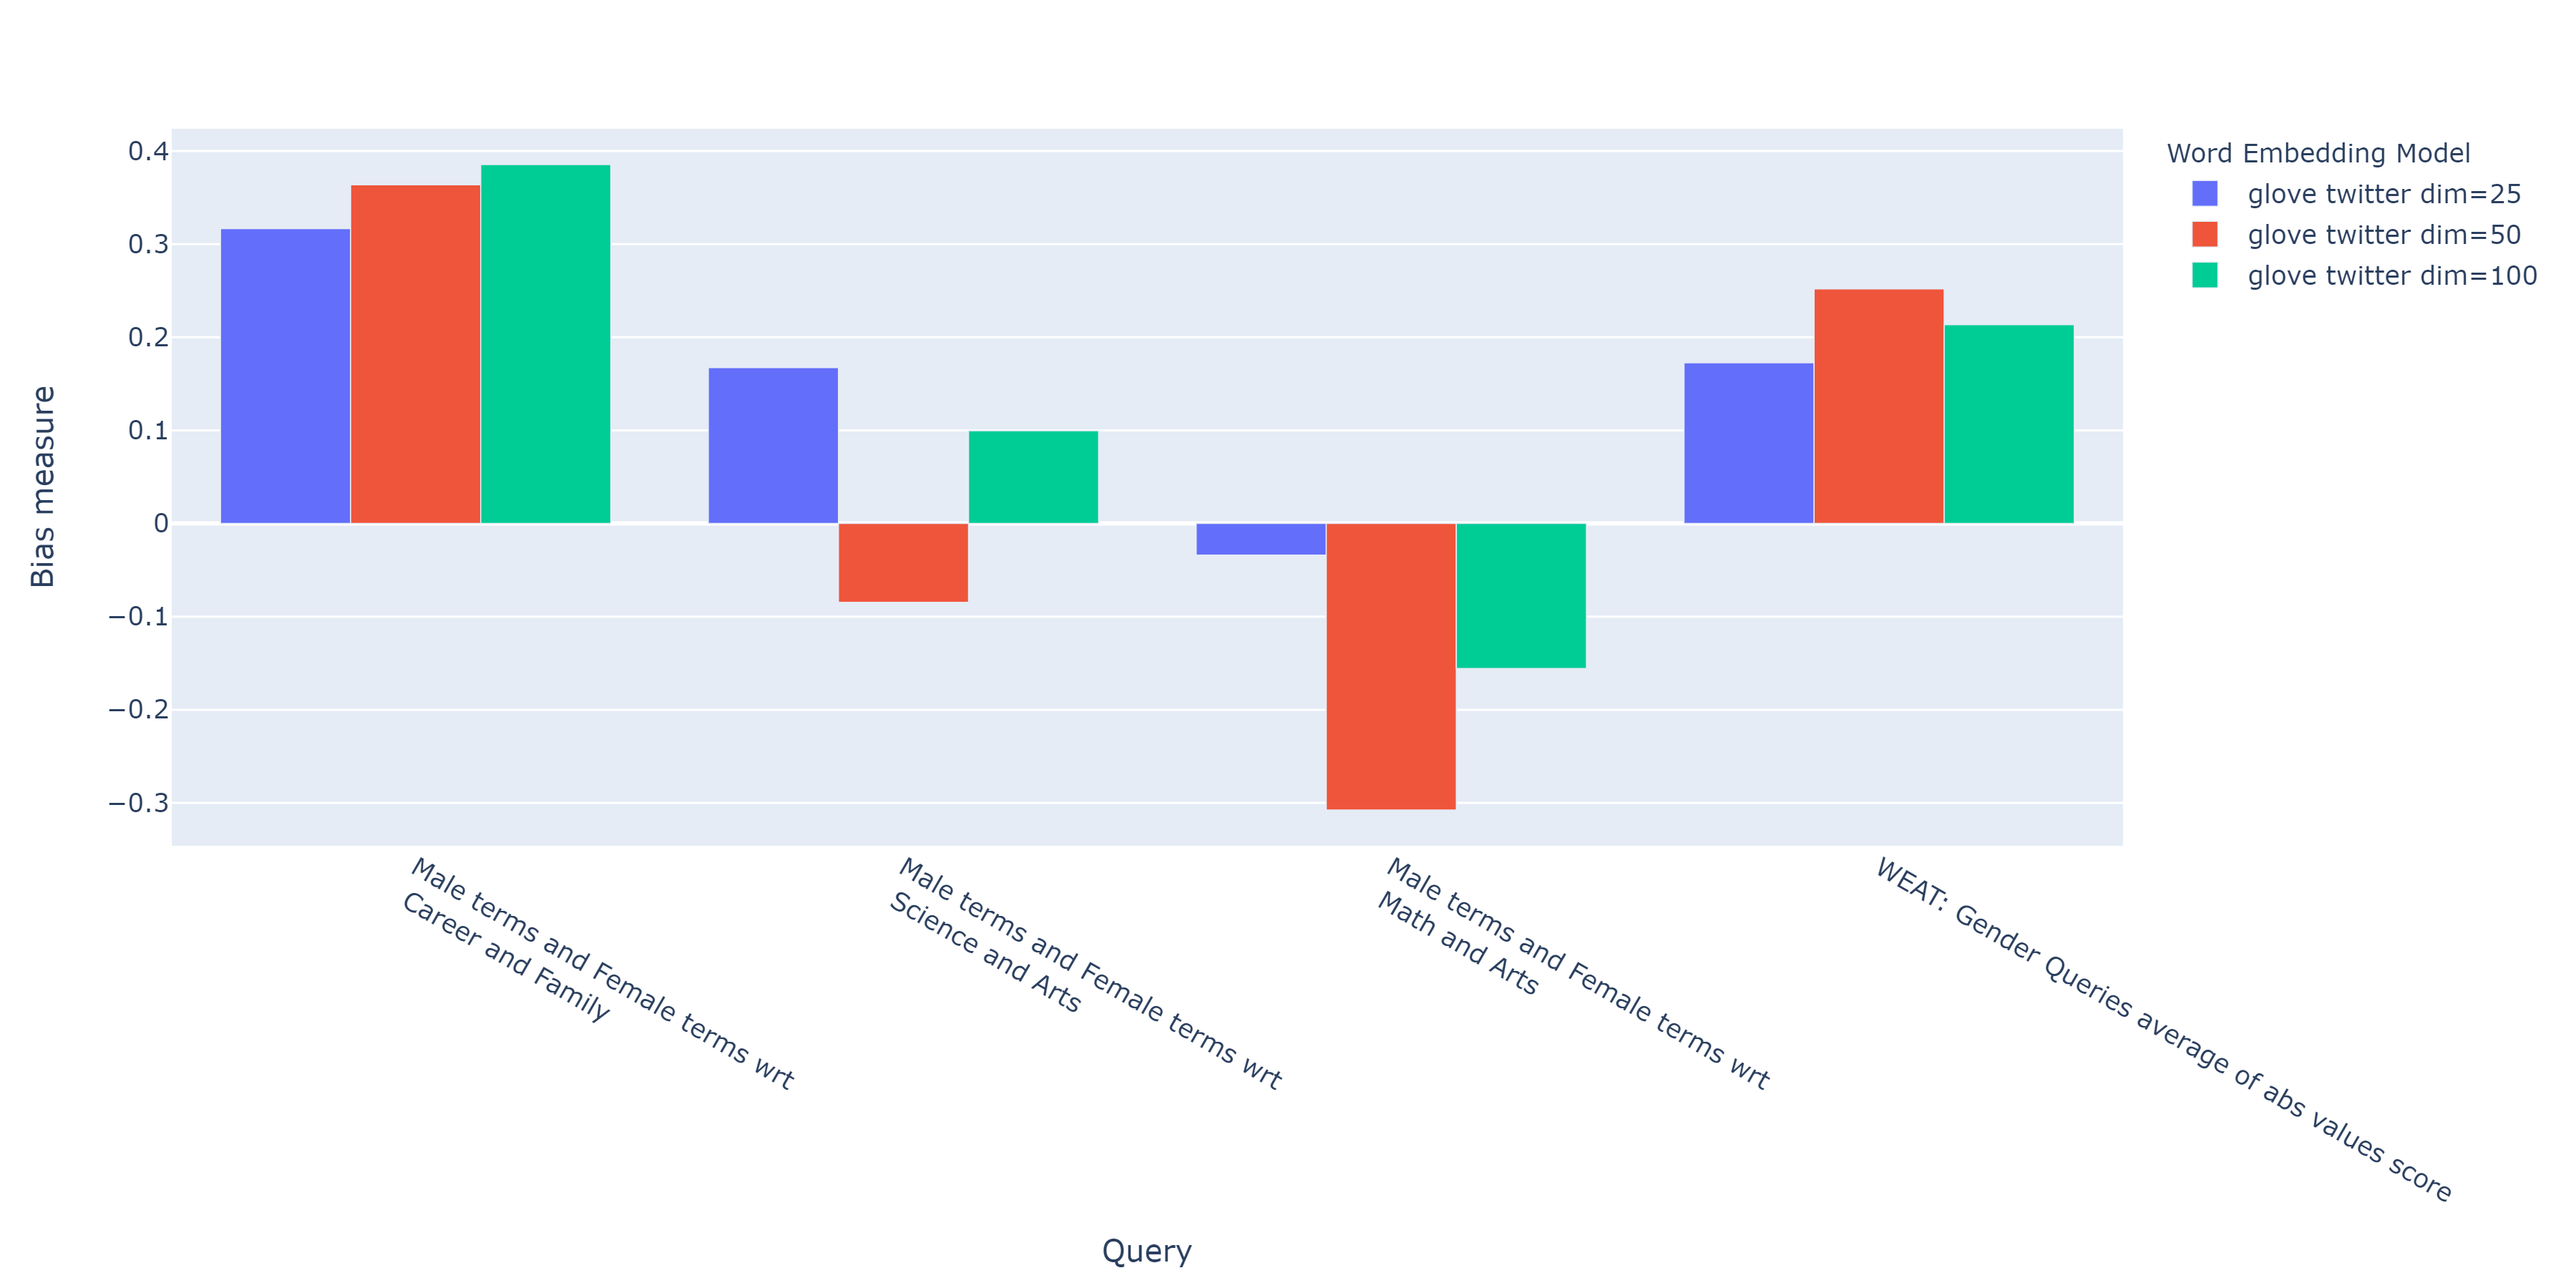 Word Embedding Model
glove twitter dim=25
glove twitter dim=50
glove twitter dim=100
Bias measure
0.4
0.3
0.2
0.1
0
−0.1
−0.2
−0.3
Male terms and Female terms wrt
Career and Family
Male terms and Female terms wrt
Science and Arts
Male terms and Female terms wrt
Math and Arts
WEAT: Gender Queries average of abs values score
Query